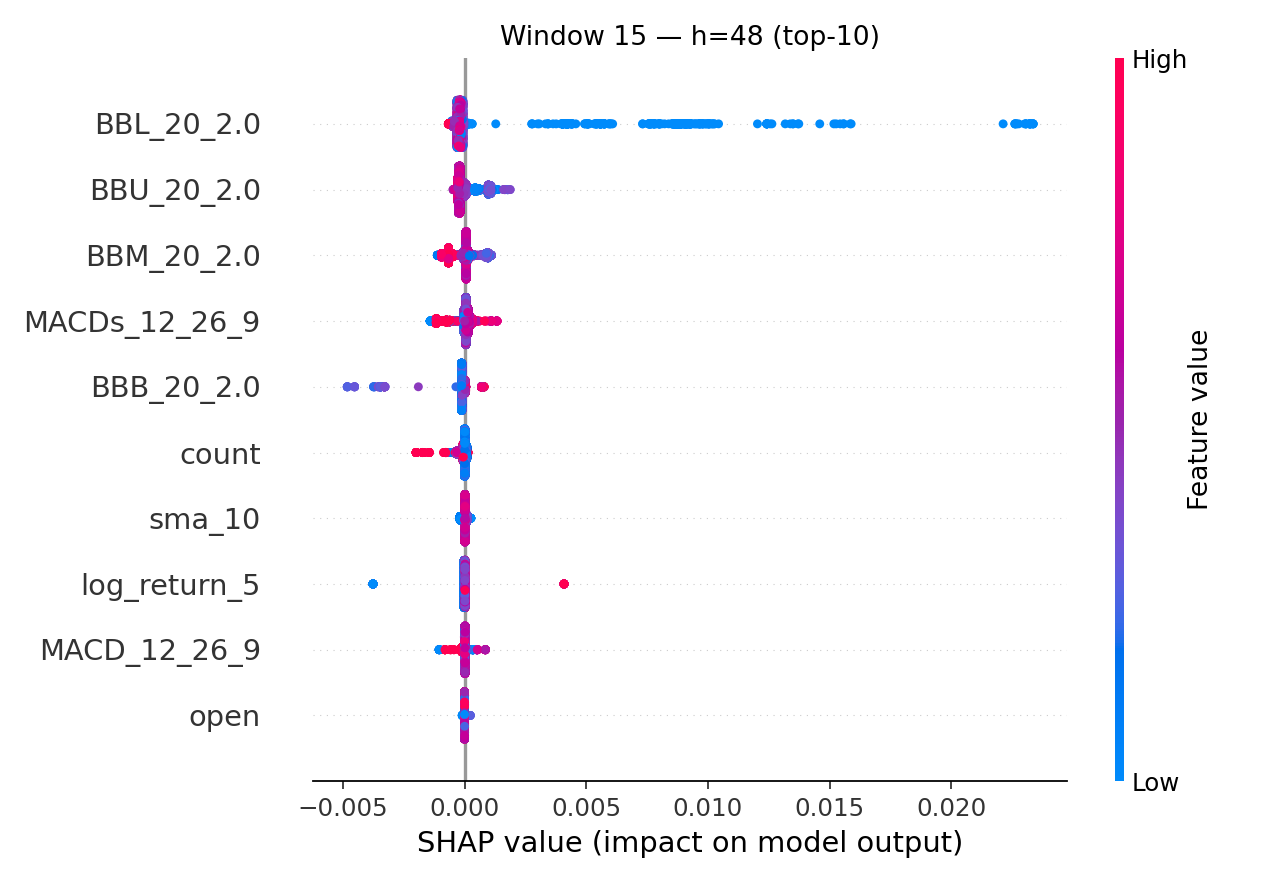 Window 15 — h=48 (top-10)
High
BBL_20_2.0
BBU_20_2.0
BBM_20_2.0
MACDs_12_26_9
BBB_20_2.0
count
sma_10
log_return_5
MACD_12_26_9
open
Feature value
Low
−0.005 0.000 0.005 0.010 0.015 0.020
SHAP value (impact on model output)